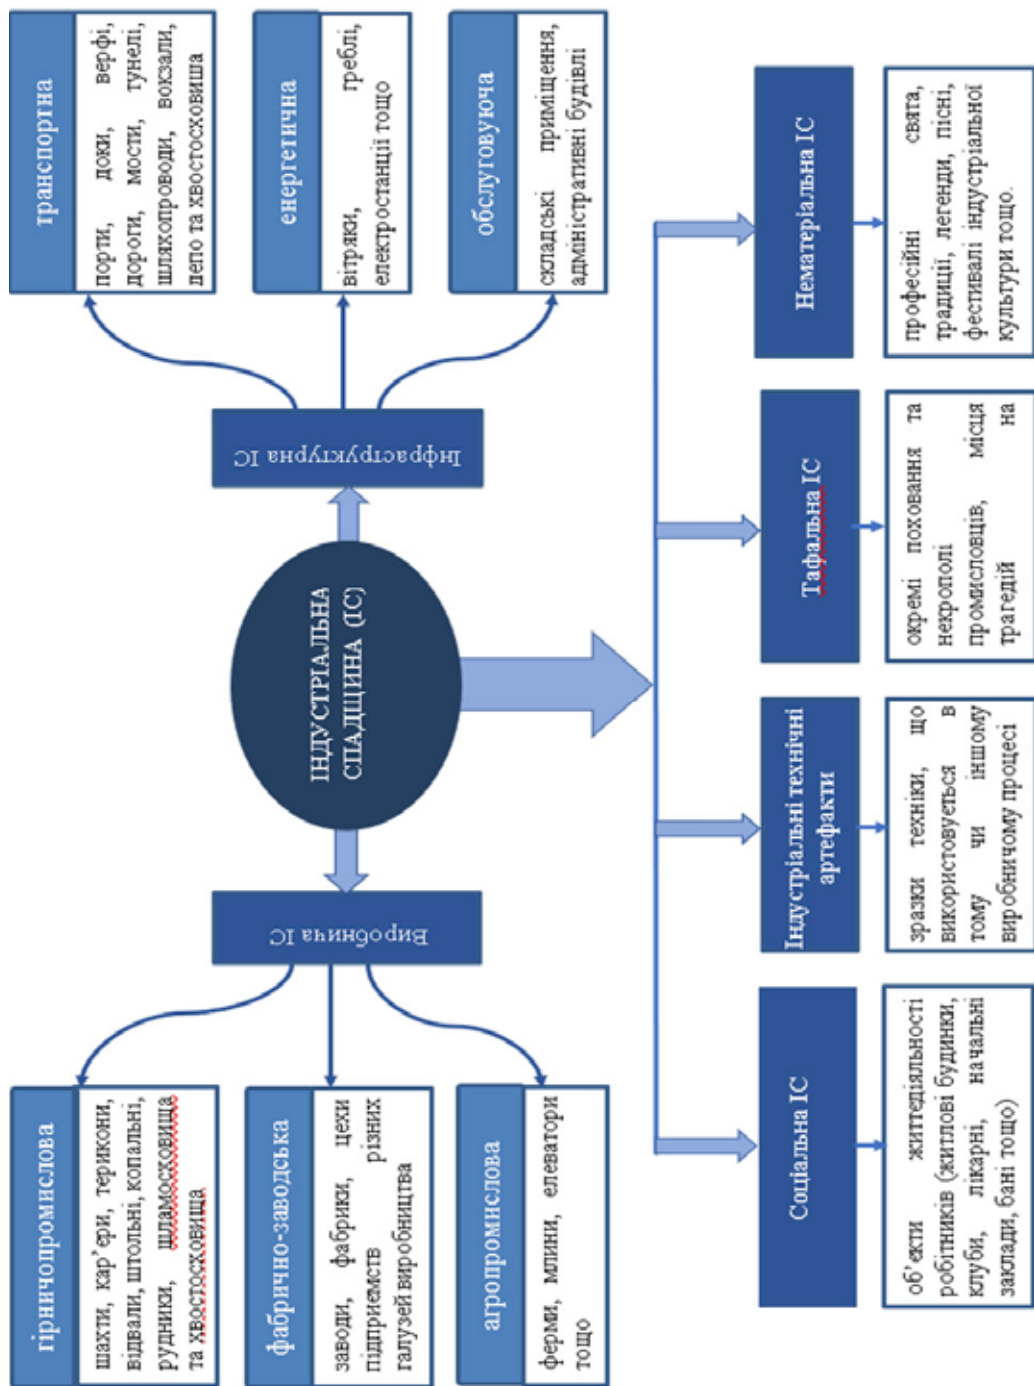 гірничопромислова
шахти, кар’єри, терикони,
відвали, штольні, копальні,
рудники, шламосховища
та хвостосховища
фабрично-заводська
заводи, фабрики, цехи
підприємств різних
галузей виробництва
агропромислова
ферми, млини, елеватори
тощо
Виробнича ІС
ІНДУСТРІАЛЬНА
СПАДЩИНА (ІС)
Інфраструктурна ІС
транспортна
порти, доки, верфі,
дороги, мости, тунелі,
шляхопроводи, вокзали,
депо та хвостосховища
енергетична
вітряки, греблі,
електростанції тощо
обслуговуюча
складські приміщення,
адміністративні будівлі
Соціальна ІС
об’єкти життєдіяльності
робітників (житлові будинки,
клуби, лікарні, начальні
заклади, бані тощо)
Індустріальні технічні
артефакти
зразки техніки, що
використовується в
тому чи іншому
виробничому процесі
Тафальна ІС
окремі поховання та
некрополі
промисловців, місця на
трагедій
Нематеріальна ІС
професійні свята,
традиції, легенди, пісні,
фестивалі індустріальної
культури тощо.